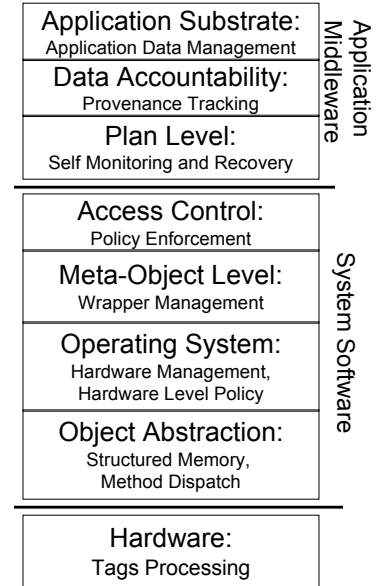 Application Substrate:
Application Data Management
Data Accountability:
Provenance Tracking
Plan Level:
Self Monitoring and Recovery
Application
Middleware
Access Control:
Policy Enforcement
Meta-Object Level:
Wrapper Management
Operating System:
Hardware Management,
Hardware Level Policy
Object Abstraction:
Structured Memory,
Method Dispatch
System Software
Hardware:
Tags Processing